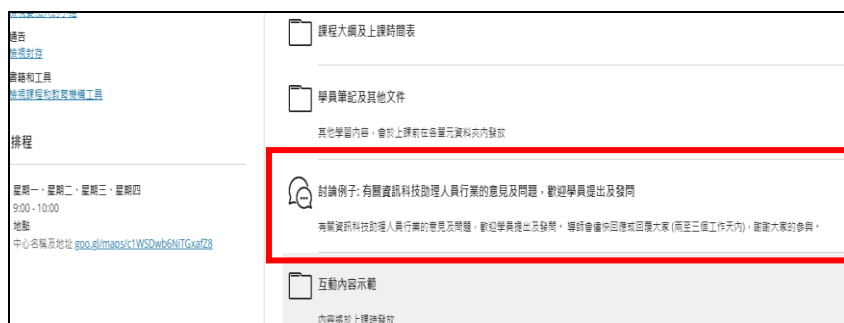 通告
檢視封存
書籍和工具
檢視課程和教育機構工具
排程
星期一、星期二、星期三、星期四
9:00 - 10:00
地點
中心名稱及地址 goo.gl/maps/c1WSDwb6NiTGxafZ8
課程大綱及上課時間表
學員筆記及其他文件
其他學習內容，會於上課前在各單元資料夾內發放
討論例子: 有關資訊科技助理人員行業的意見及問題，歡迎學員提出及發問
有關資訊科技助理人員行業的意見及問題，歡迎學員提出及發問。 導師會儘快回應或回覆大家 (兩至三個工作天內)，謝謝大家的參與。
互動內容示範
內容將於上課時發放